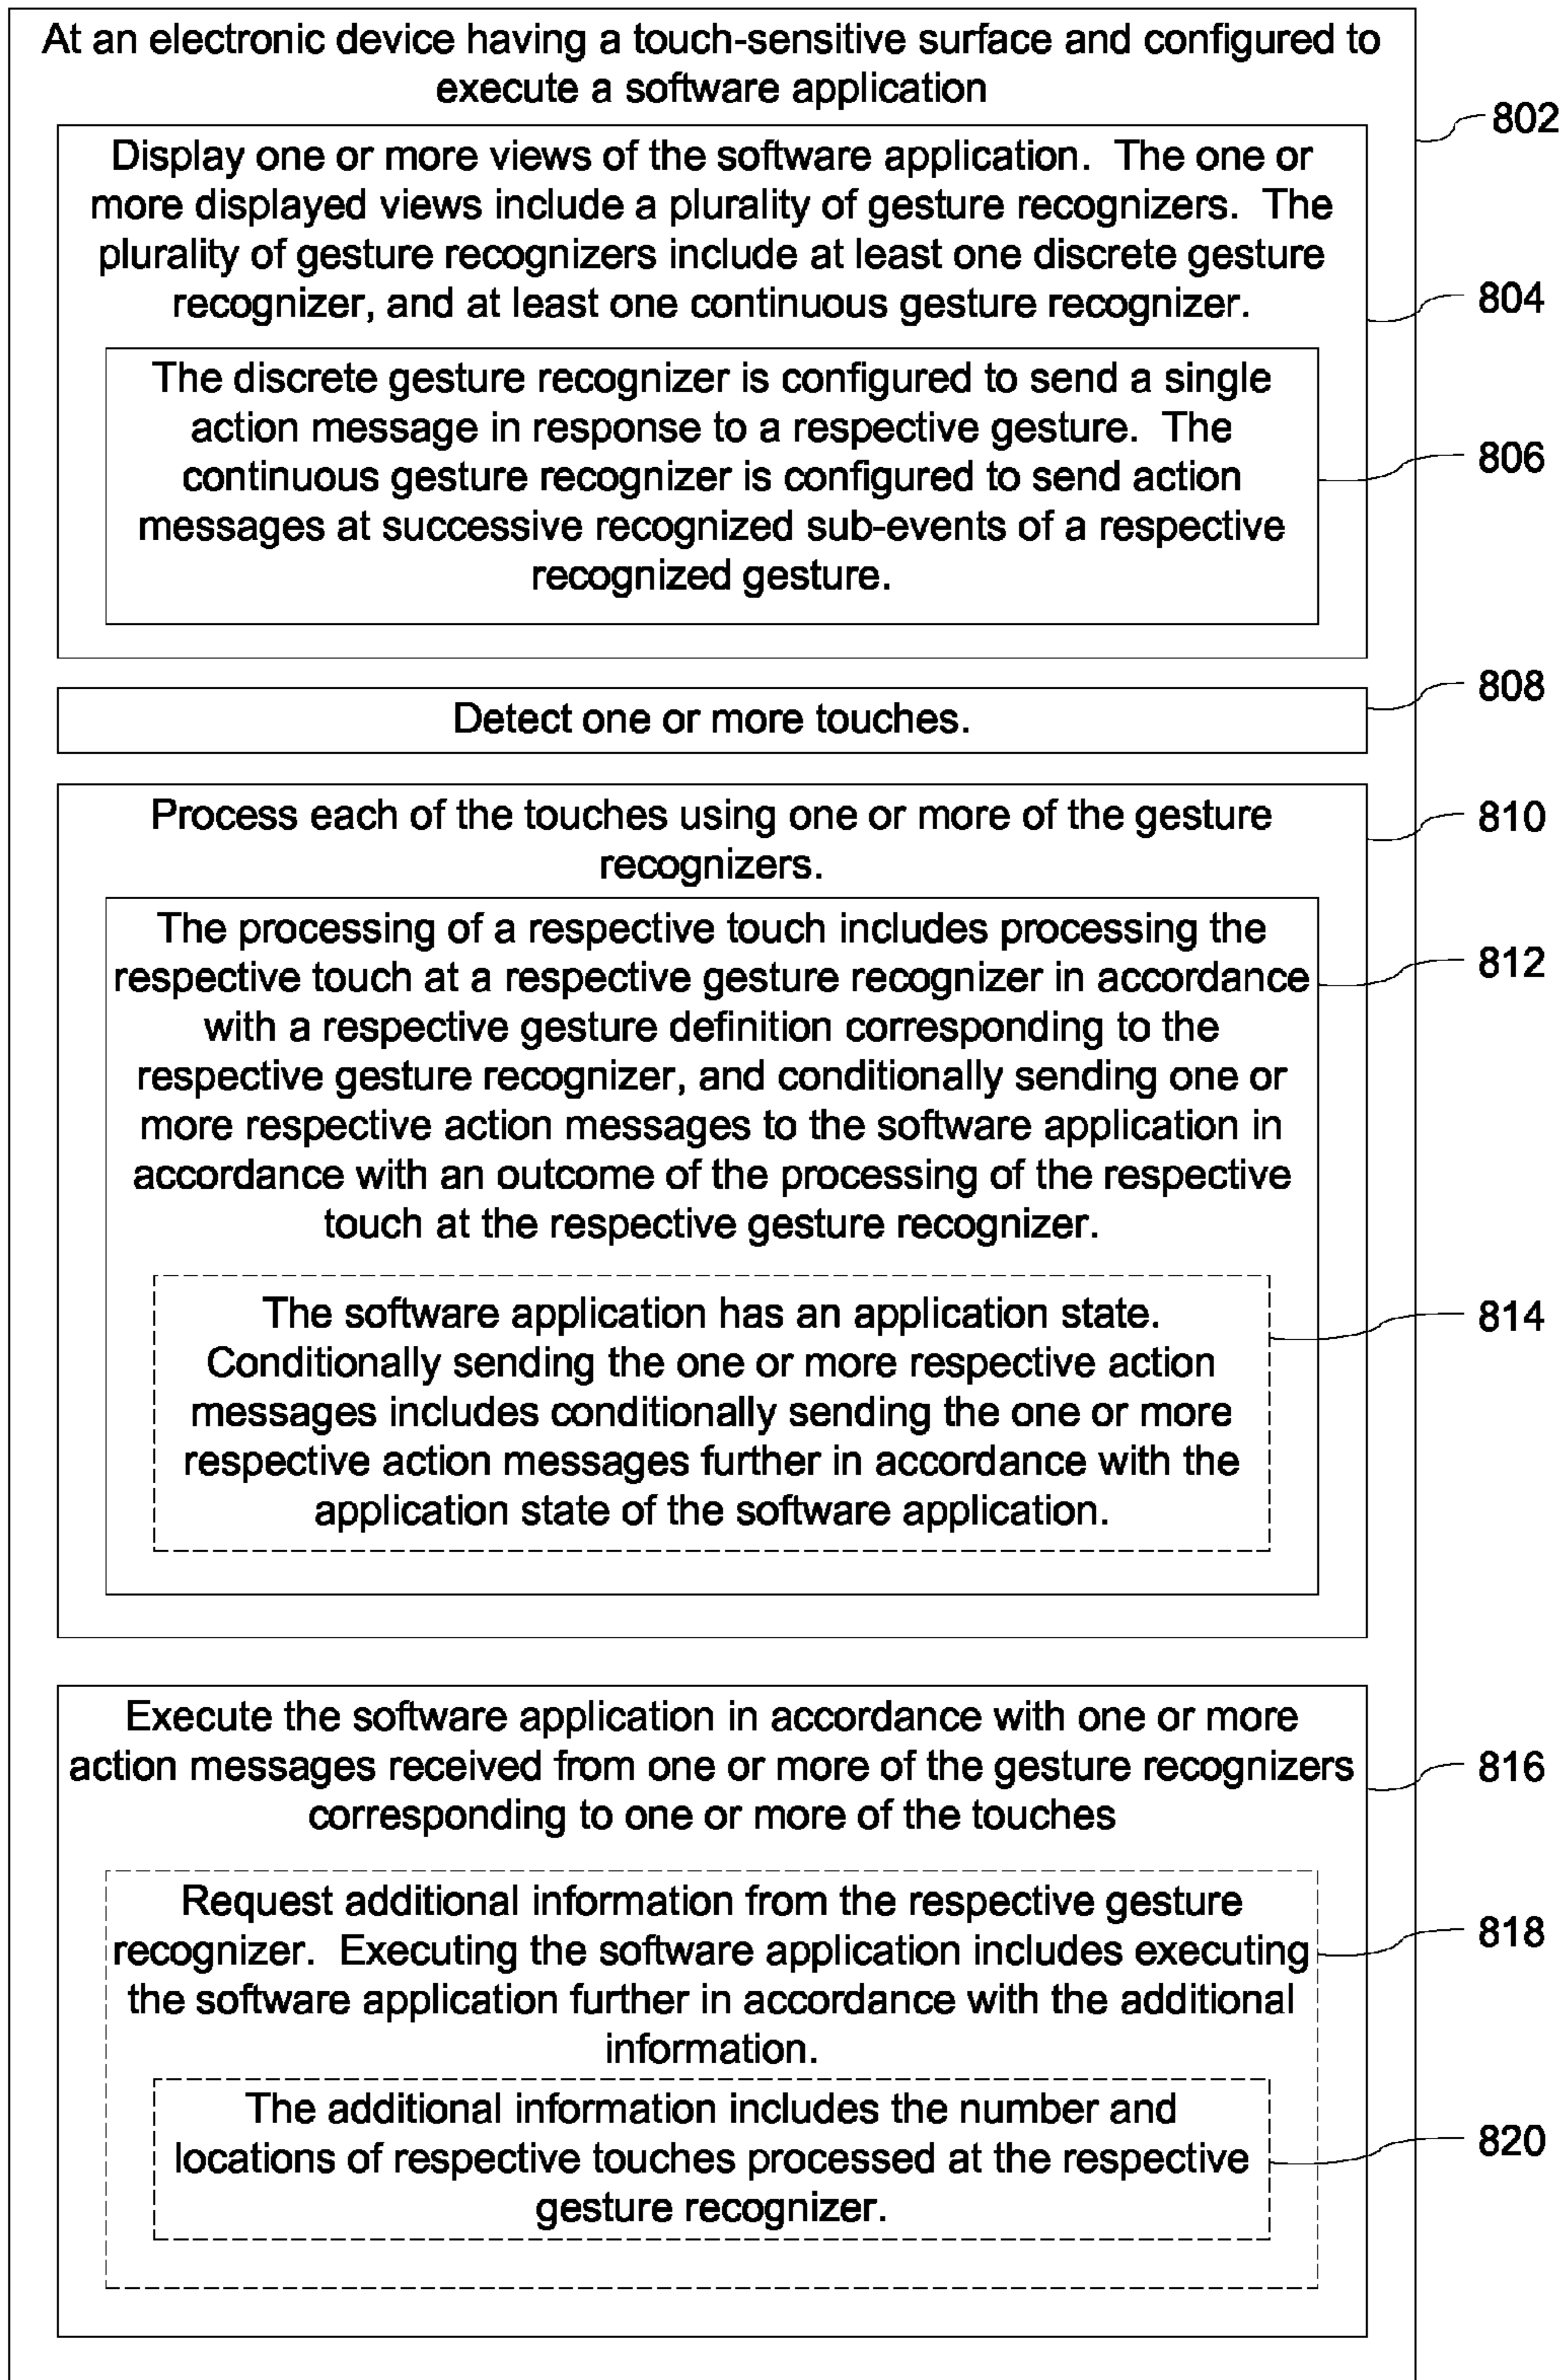 At an electronic device having a touch-sensitive surface and configured to
execute a software application
802
Display one or more views of the software application. The one or
more displayed views include a plurality of gesture recognizers. The
plurality of gesture recognizers include at least one discrete gesture
recognizer, and at least one continuous gesture recognizer.
804
The discrete gesture recognizer is configured to send a single
action message in response to a respective gesture. The
continuous gesture recognizer is configured to send action
messages at successive recognized sub-events of a respective
recognized gesture.
806
808
Detect one or more touches.
Process each of the touches using one or more of the gesture
recognizers.
810
The processing of a respective touch includes processing the
respective touch at a respective gesture recognizer in accordance
with a respective gesture definition corresponding to the
respective gesture recognizer, and conditionally sending one or
more respective action messages to the software application in
accordance with an outcome of the processing of the respective
touch at the respective gesture recognizer.
812
The software application has an application state.
Conditionally sending the one or more respective action
messages includes conditionally sending the one or more
respective action messages further in accordance with the
application state of the software application.
814
Execute the software application in accordance with one or more
action messages received from one or more of the gesture recognizers
corresponding to one or more of the touches
816
Request additional information from the respective gesture
recognizer. Executing the software application includes executing
the software application further in accordance with the additional
information.
818
The additional information includes the number and
locations of respective touches processed at the respective
gesture recognizer.
820